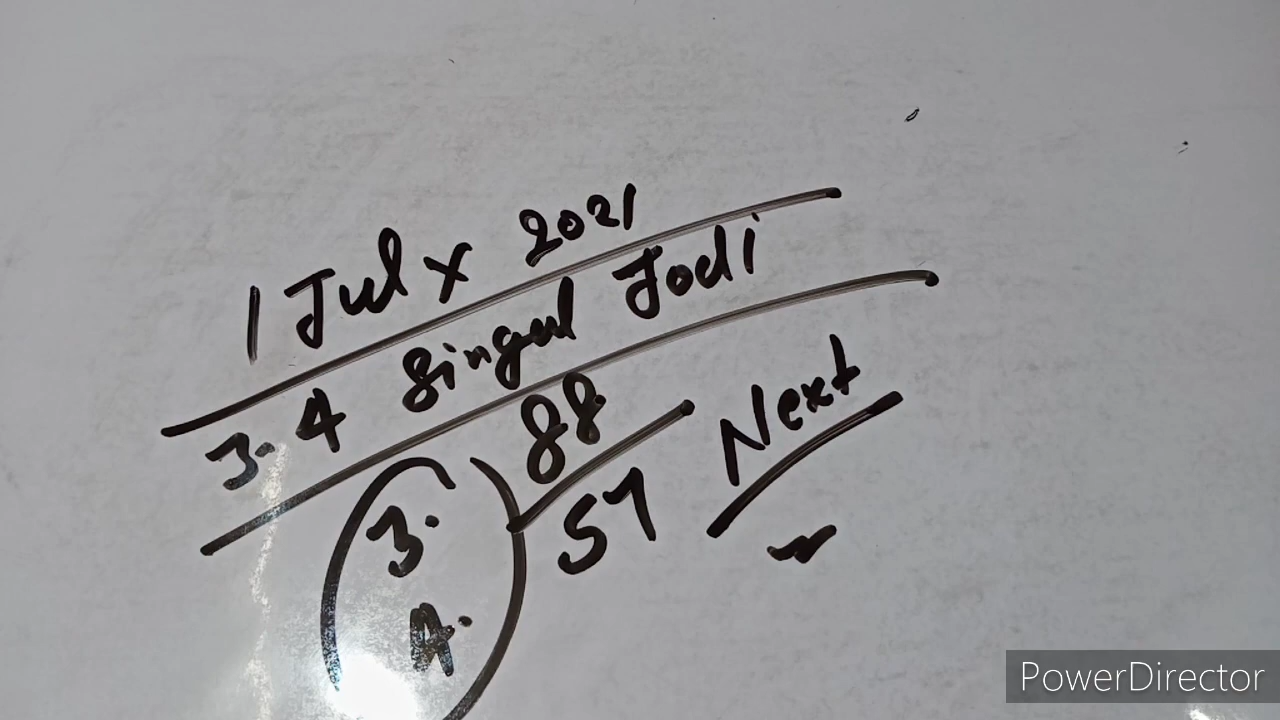 1 July 2021
3. 4 Singal Jodi
88.
57 Next
3.
4.
PowerDirector